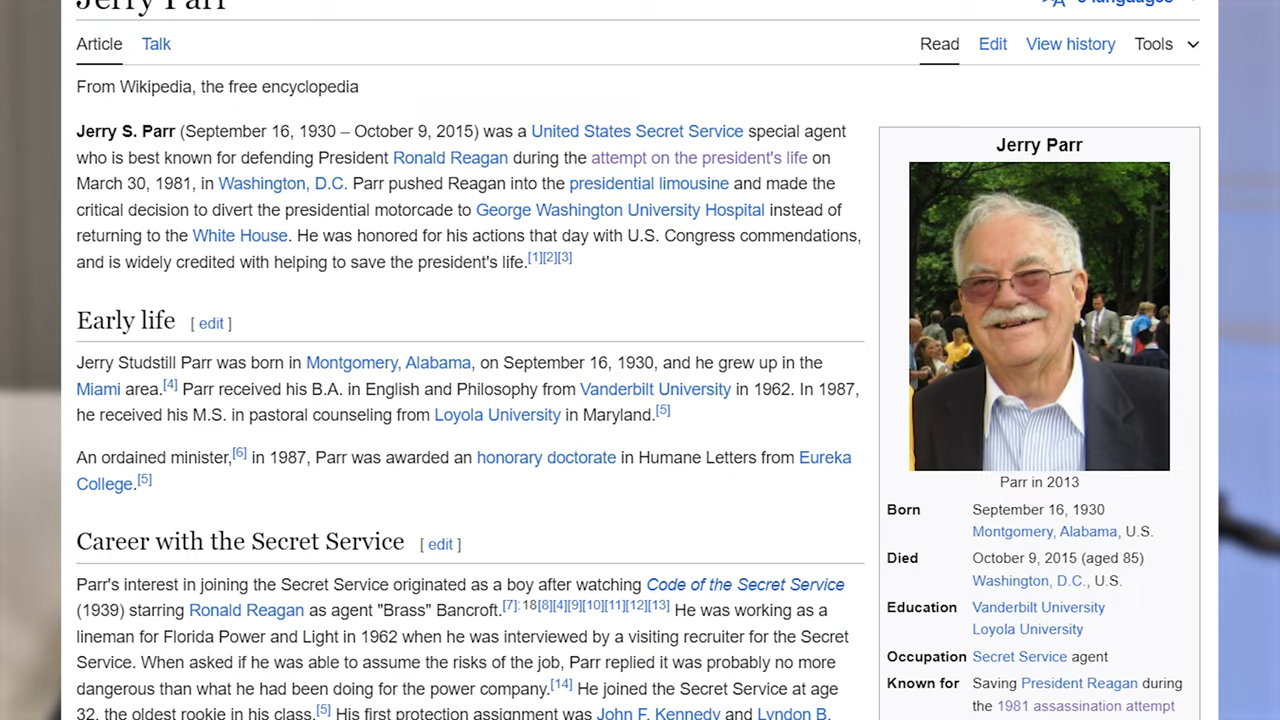 Jerry Parr
languages
Article Talk Read Edit View history Tools
From Wikipedia, the free encyclopedia
Jerry S. Parr (September 16, 1930 – October 9, 2015) was a United States Secret Service special agent
who is best known for defending President Ronald Reagan during the attempt on the president's life on
March 30, 1981, in Washington, D.C. Parr pushed Reagan into the presidential limousine and made the
critical decision to divert the presidential motorcade to George Washington University Hospital instead of
returning to the White House. He was honored for his actions that day with U.S. Congress commendations,
and is widely credited with helping to save the president's life.[1][2][3]
Early life [ edit ]
Jerry Studstill Parr was born in Montgomery, Alabama, on September 16, 1930, and he grew up in the
Miami area.[4] Parr received his B.A. in English and Philosophy from Vanderbilt University in 1962. In 1987,
he received his M.S. in pastoral counseling from Loyola University in Maryland.[5]
An ordained minister,[6] in 1987, Parr was awarded an honorary doctorate in Humane Letters from Eureka
College.[5]
Career with the Secret Service [ edit ]
Parr's interest in joining the Secret Service originated as a boy after watching Code of the Secret Service
(1939) starring Ronald Reagan as agent "Brass" Bancroft.[7]: 18[8][4][9][10][11][12][13] He was working as a
lineman for Florida Power and Light in 1962 when he was interviewed by a visiting recruiter for the Secret
Service. When asked if he was able to assume the risks of the job, Parr replied it was probably no more
dangerous than what he had been doing for the power company.[14] He joined the Secret Service at age
32, the oldest rookie in his class.[5] His first protection assignment was John F. Kennedy and Lyndon B.
Jerry Parr
Parr in 2013
Born September 16, 1930
Montgomery, Alabama, U.S.
Died October 9, 2015 (aged 85)
Washington, D.C., U.S.
Education Vanderbilt University
Loyola University
Occupation Secret Service agent
Known for Saving President Reagan during
the 1981 assassination attempt